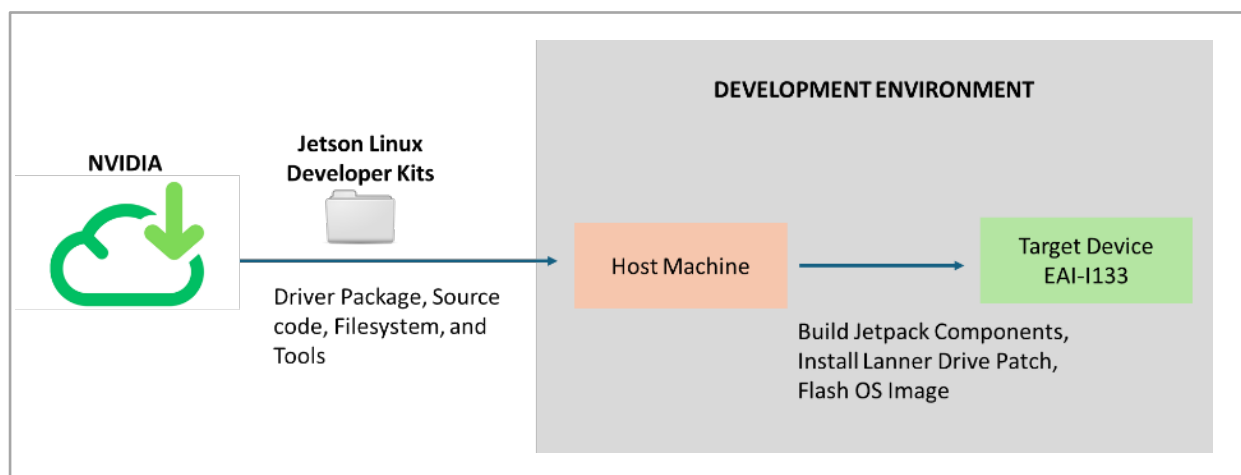 DEVELOPMENT ENVIRONMENT
NVIDIA
Jetson Linux
Developer Kits
Driver Package, Source
code, Filesystem, and
Tools
Host Machine
Target Device
EAI-I133
Build Jetpack Components,
Install Lanner Drive Patch,
Flash OS Image